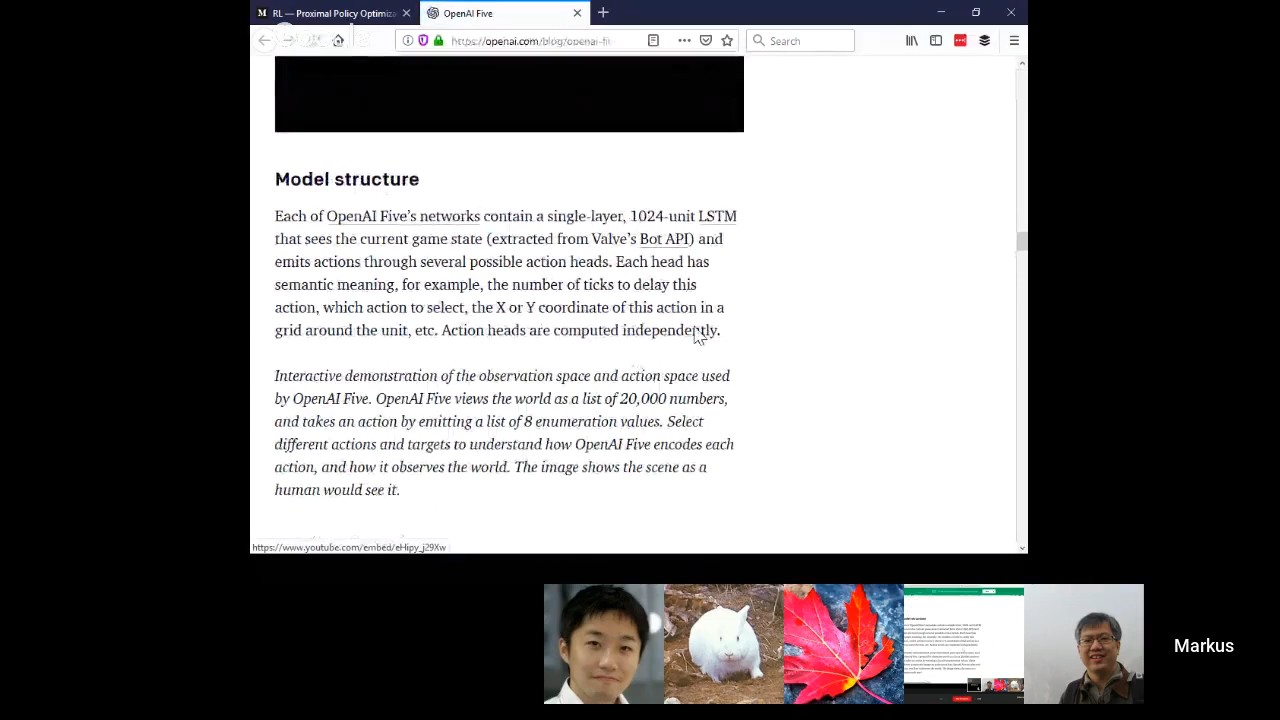 RL — Proximal Policy Optimiza
OpenAI Five
https://openai.com/blog/openai-fi
Search
Model structure
Each of OpenAI Five's networks contain a single-layer, 1024-unit LSTM
that sees the current game state (extracted from Valve's Bot API) and
emits actions through several possible action heads. Each head has
semantic meaning, for example, the number of ticks to delay this
action, which action to select, the X or Y coordinate of this action in a
grid around the unit, etc. Action heads are computed independently.
Interactive demonstration of the observation space and action space used
by OpenAI Five. OpenAI Five views the world as a list of 20,000 numbers,
and takes an action by emitting a list of 8 enumeration values. Select
different actions and targets to understand how OpenAI Five encodes each
action, and how it observes the world. The image shows the scene as a
human would see it.
https://www.youtube.com/embed/eHipy_j29Xw
Markus